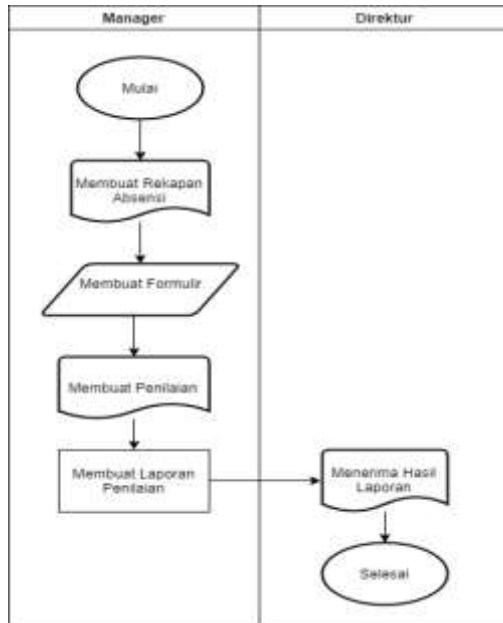 Manager
Direktur
Mulai
Membuat Rekapan
Absensi
Membuat Formulir
Membuat Penilaian
Membuat Laporan
Penilaian
Menerima Hasil
Laporan
Selesai